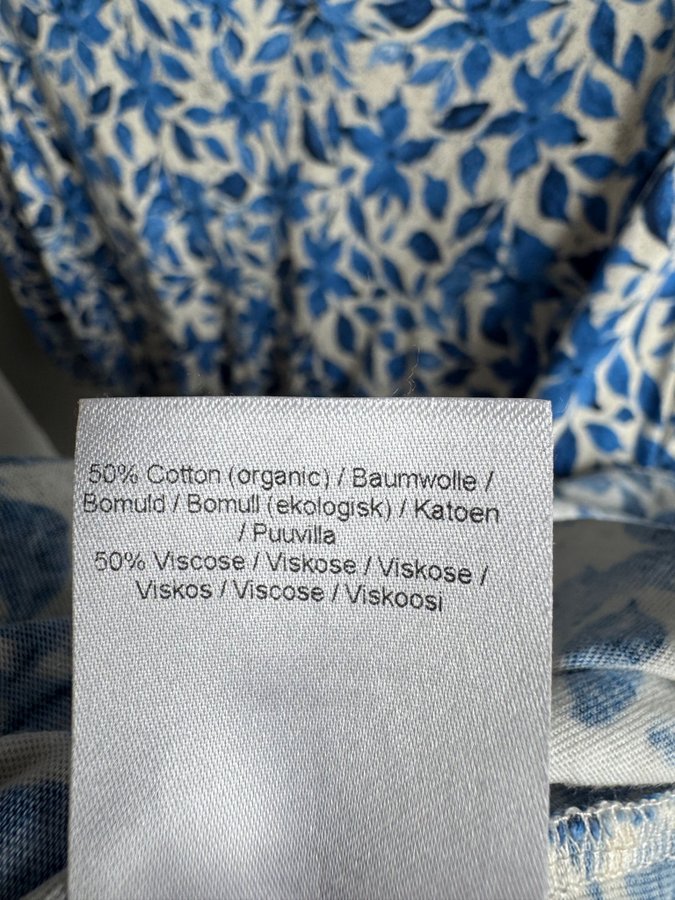 50% Cotton (organic) / Baumwolle /
Bomuld / Bomull (ekologisk) / Katoen
/ Puuvilla
50% Viscose / Viskose / Viskose /
Viskos / Viscose / Viskoosi